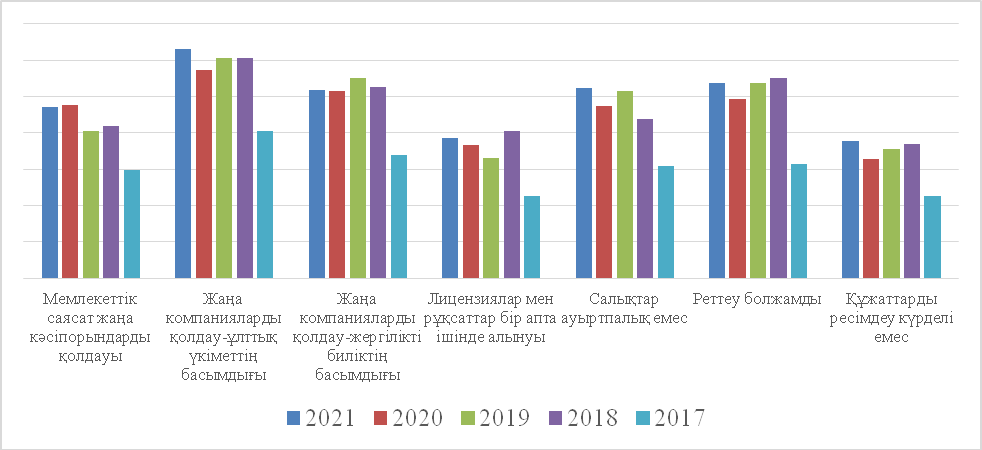 Мемлекеттік
саясат жаңа
кәсіпорындарды
қолдауы
Жаңа
компанияларды
қолдау-ұлттық
үкіметтің
басымдығы
Жаңа
компанияларды
қолдау-жергілікті
биліктің
басымдығы
Лицензиялар мен
рұқсаттар бір апта
ішінде алынуы
Салықтар
ауыртпалық емес
Реттеу болжамды
Құжаттарды
ресімдеу күрделі
емес
2021 2020 2019 2018 2017